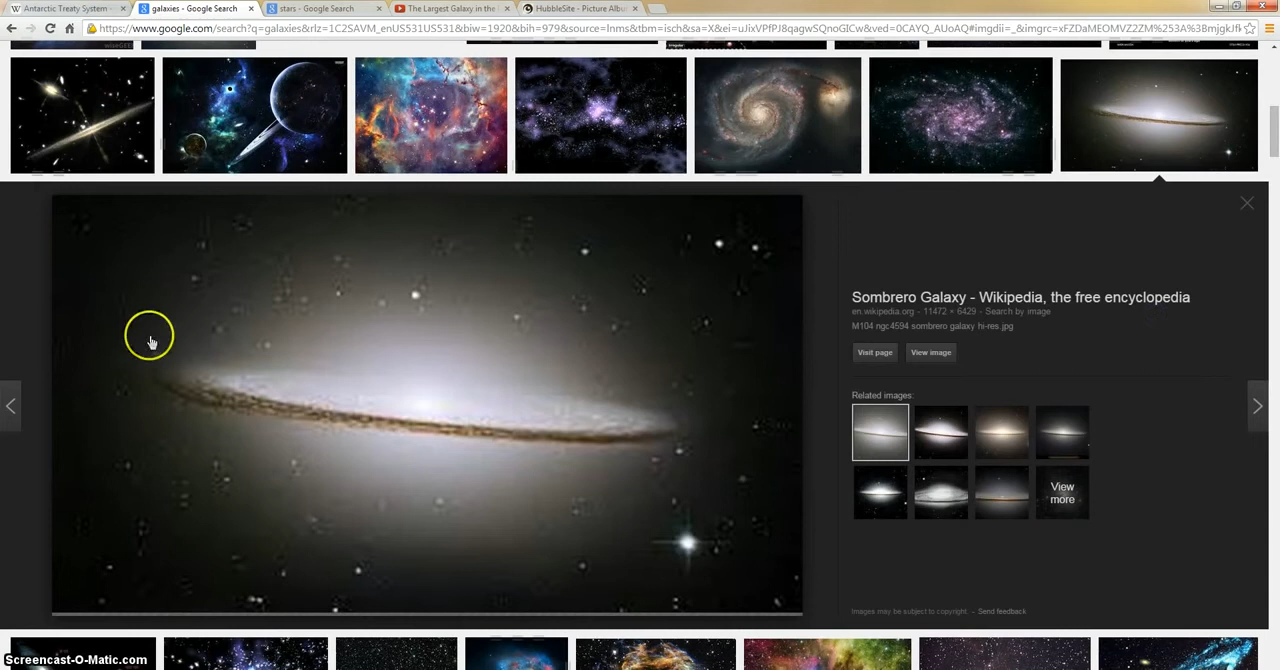 Antarctic Treaty System -
galaxies - Google Search
stars - Google Search
The Largest Galaxy in the
HubbleSite - Picture Albu
https://www.google.com/search?q=galaxies&rlz=1C2SAVM_enUS531US531&biw=1920&bih=979&source=lnms&tbm=isch&sa=X&ei=uJixVPfPJ8qagwSQnoGICw&ved=0CAYQ_AUoAQ#imgdii=_&imgrc=xFZDaMEOMVZ2ZM%253A%3BmjgkJf
Sombrero Galaxy - Wikipedia, the free encyclopedia
en.wikipedia.org - 11472 × 6429 - Search by image
M104 ngc4594 sombrero galaxy hi-res.jpg
Visit page
View image
Related images:
View
more
Images may be subject to copyright. - Send feedback
Screencast-O-Matic.com